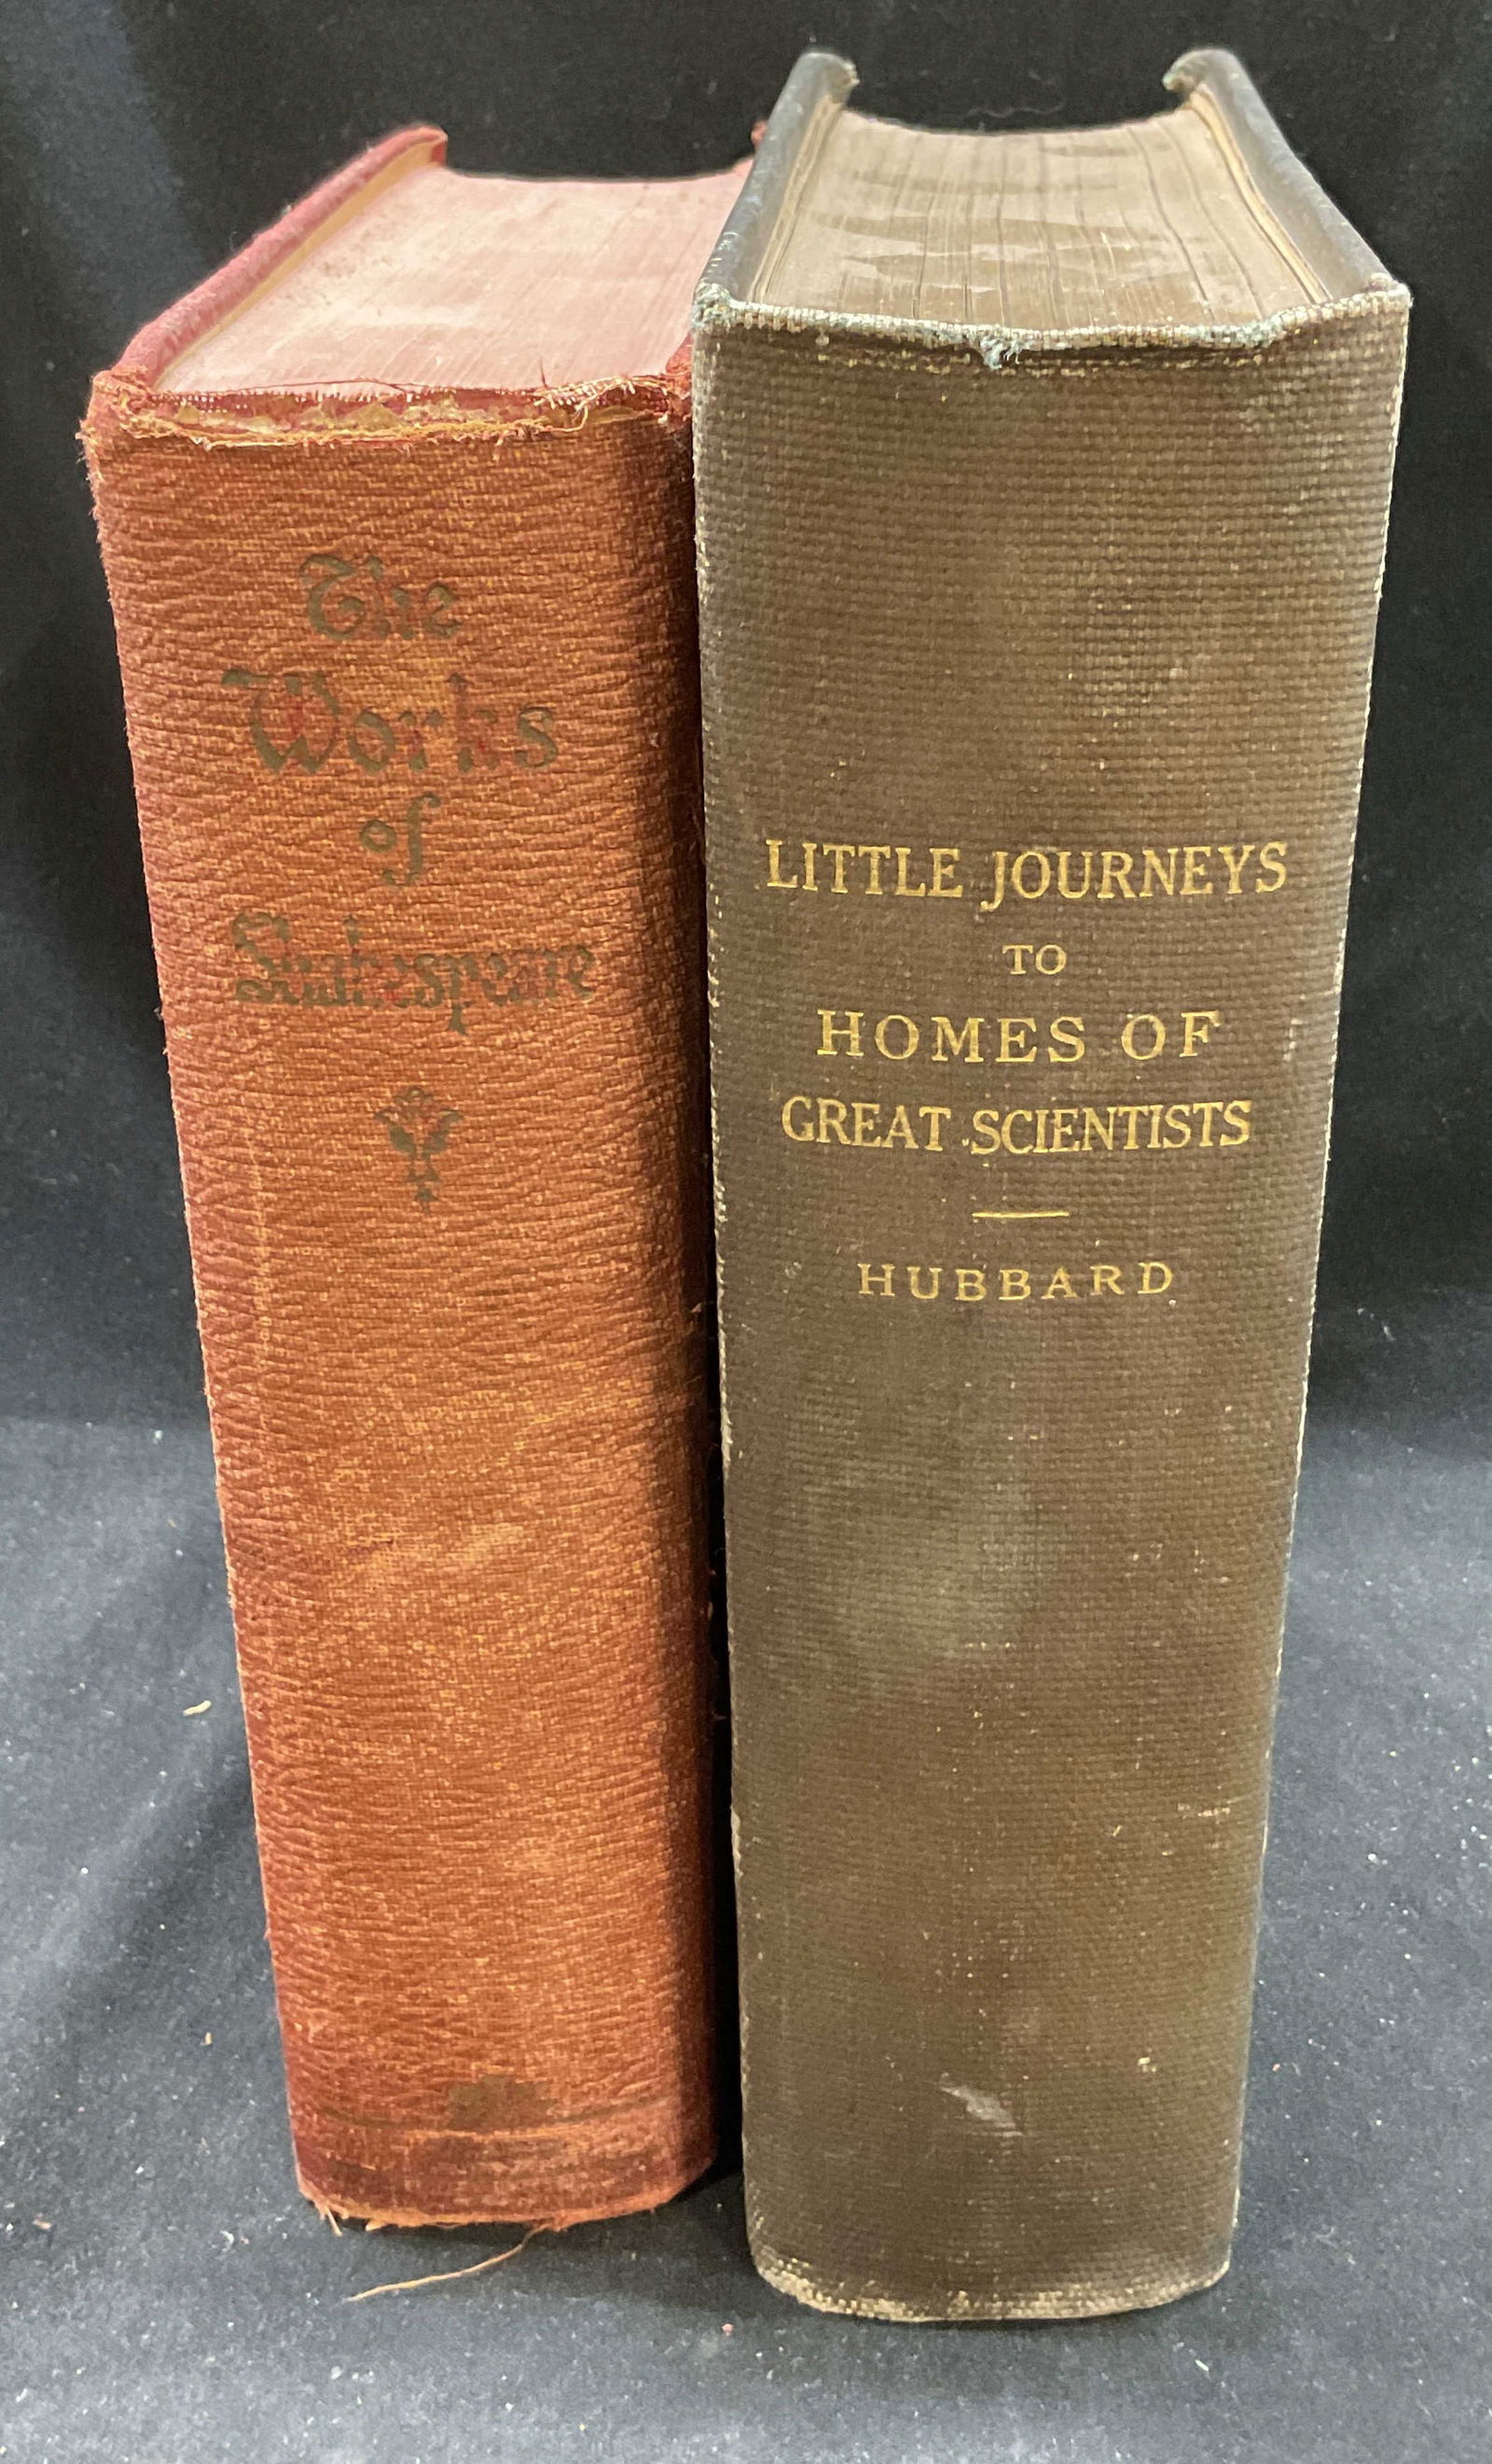 The
Works
of
Shakespeare
LITTLE JOURNEYS
TO
HOMES OF
GREAT SCIENTISTS
HUBBARD